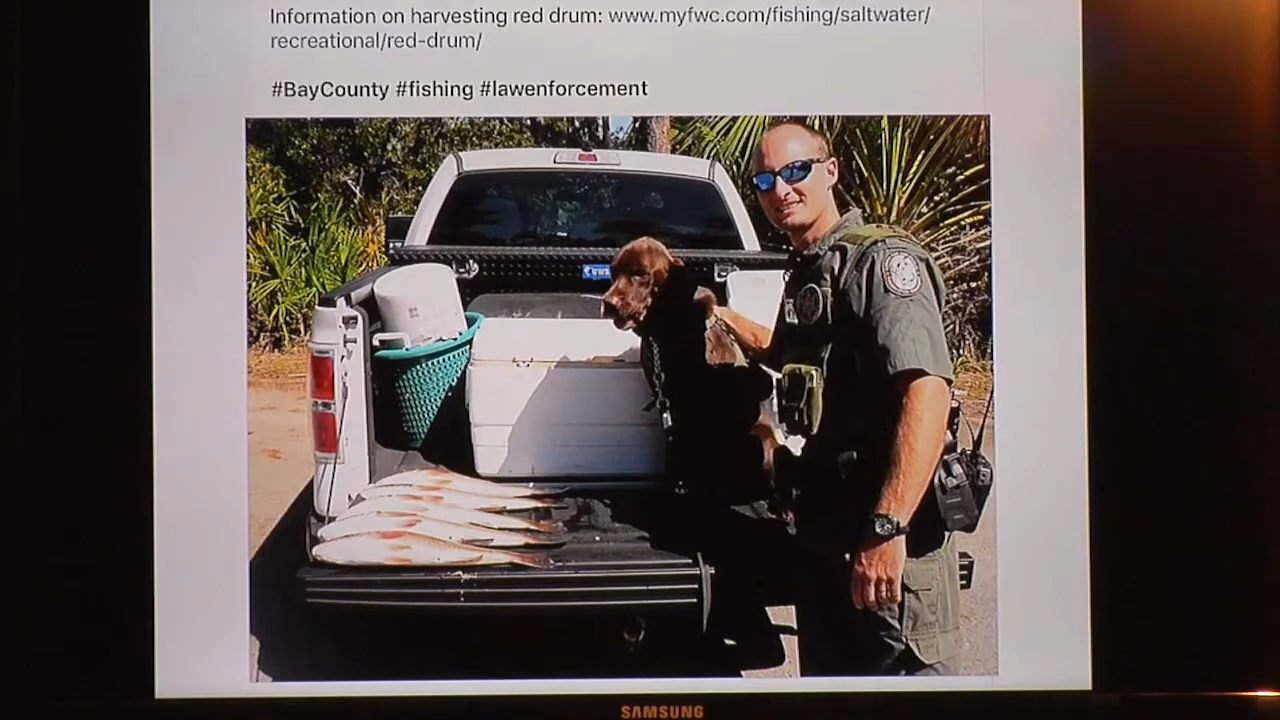 Information on harvesting red drum: www.myfwc.com/fishing/saltwater/
recreational/red-drum/
#BayCounty #fishing #lawenforcement
SAMSUNG